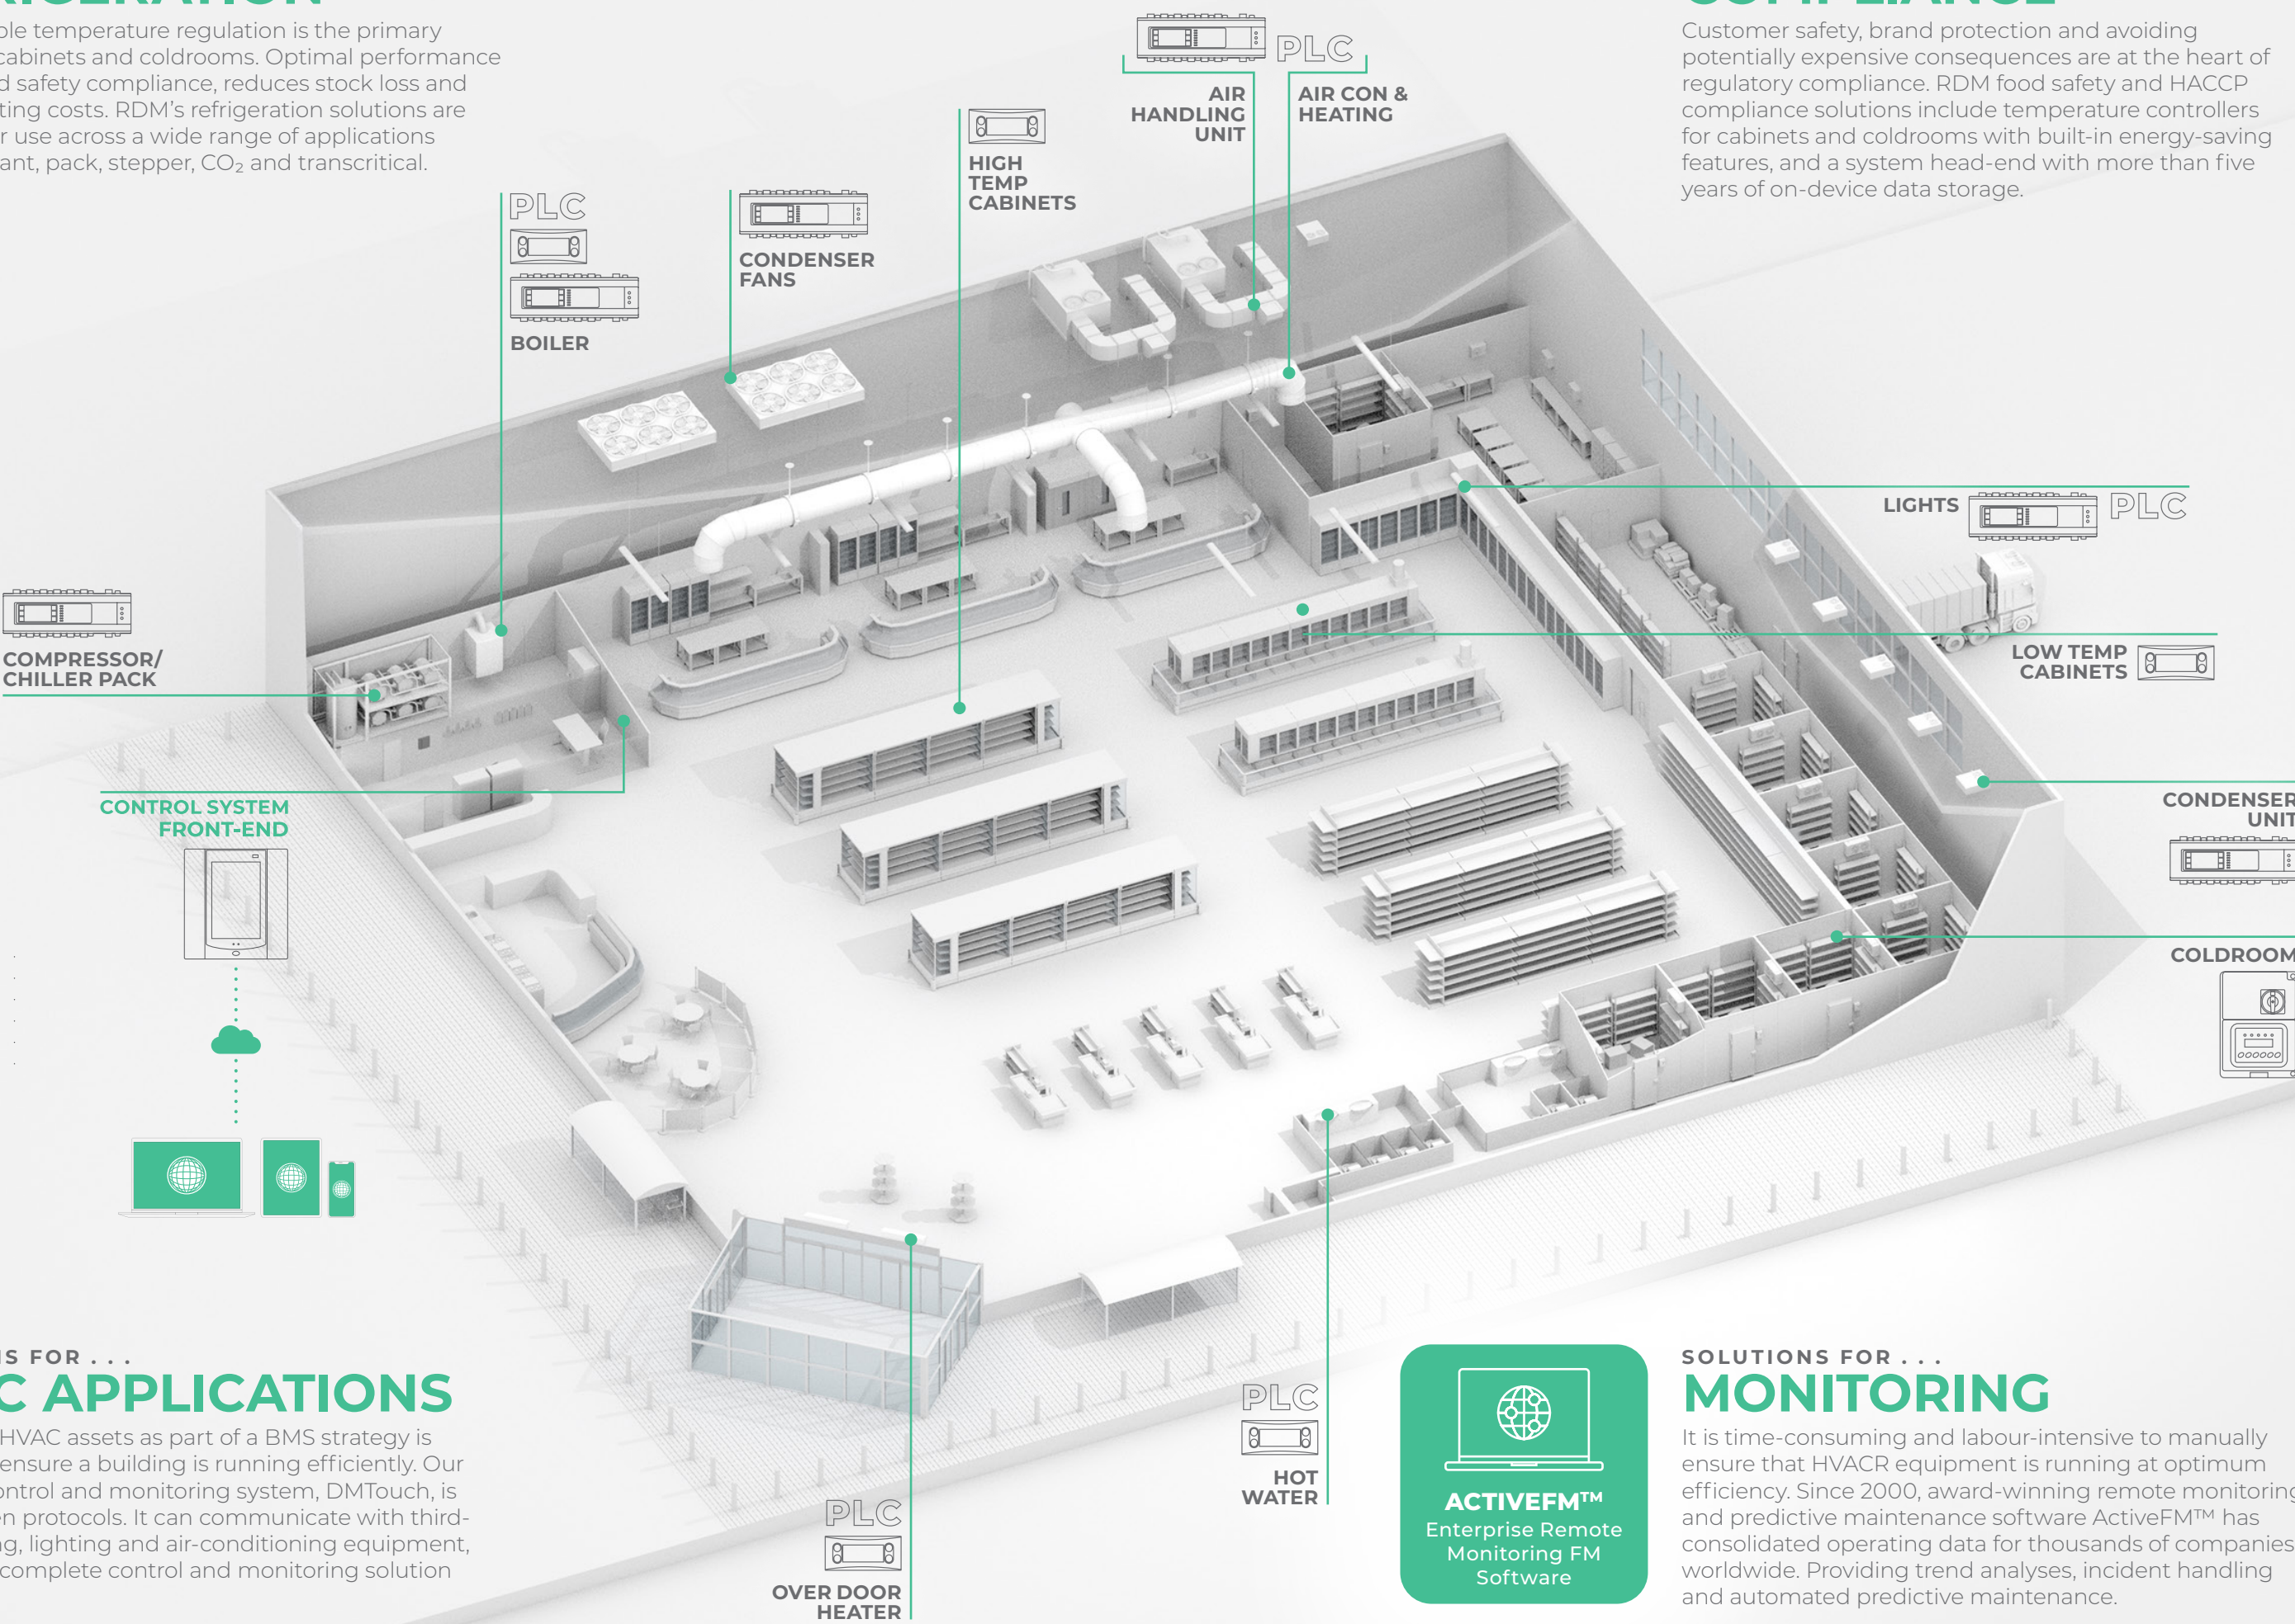 RIGERATION
ble temperature regulation is the primary
cabinets and coldrooms. Optimal performance
d safety compliance, reduces stock loss and
ting costs. RDM's refrigeration solutions are
r use across a wide range of applications
ant, pack, stepper, CO₂ and transcritical.
COMPLIANCE
Customer safety, brand protection and avoiding
potentially expensive consequences are at the heart of
regulatory compliance. RDM food safety and HACCP
compliance solutions include temperature controllers
for cabinets and coldrooms with built-in energy-saving
features, and a system head-end with more than five
years of on-device data storage.
PLC
AIR
HANDLING
UNIT
AIR CON &
HEATING
HIGH
TEMP
CABINETS
PLC
BOILER
CONDENSER
FANS
LIGHTS
PLC
COMPRESSOR/
CHILLER PACK
LOW TEMP
CABINETS
CONTROL SYSTEM
FRONT-END
CONDENSER
UNIT
COLDROOM
PLC
HOT
WATER
PLC
OVER DOOR
HEATER
NS FOR . . .
C APPLICATIONS
HVAC assets as part of a BMS strategy is
ensure a building is running efficiently. Our
ontrol and monitoring system, DMTouch, is
en protocols. It can communicate with third-
ng, lighting and air-conditioning equipment,
complete control and monitoring solution
ACTIVEFM™
Enterprise Remote
Monitoring FM
Software
SOLUTIONS FOR . . .
MONITORING
It is time-consuming and labour-intensive to manually
ensure that HVACR equipment is running at optimum
efficiency. Since 2000, award-winning remote monitoring
and predictive maintenance software ActiveFM™ has
consolidated operating data for thousands of companies
worldwide. Providing trend analyses, incident handling
and automated predictive maintenance.